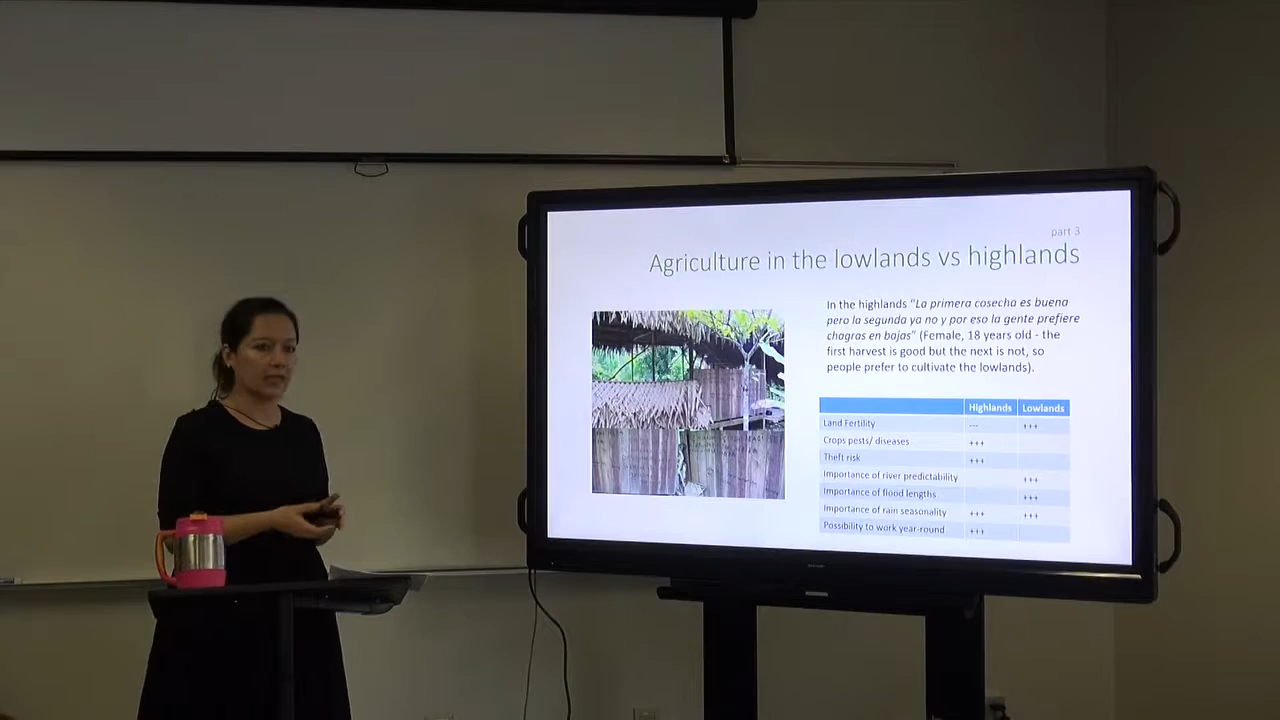 part 3
Agriculture in the lowlands vs highlands
In the highlands "La primera cosecha es buena
pero la segunda ya no y por eso la gente prefiere
chagras en bajas" (Female, 18 years old - the
first harvest is good but the next is not, so
people prefer to cultivate the lowlands).
Highlands Lowlands
Land Fertility --- +++
Crops pests/ diseases +++
Theft risk +++
Importance of river predictability +++
Importance of flood lengths +++
Importance of rain seasonality +++ +++
Possibility to work year-round +++